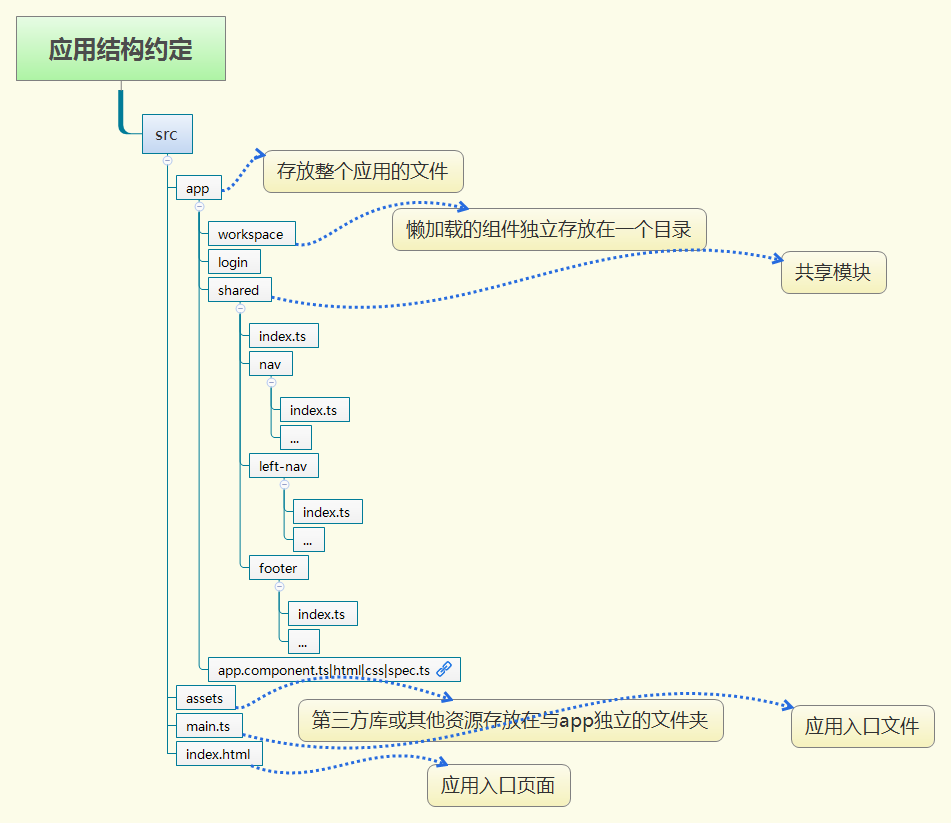 应用结构约定
src
app
存放整个应用的文件
workspace
懒加载的组件独立存放在一个目录
login
共享模块
shared
index.ts
nav
index.ts
...
left-nav
index.ts
...
footer
index.ts
...
app.component.ts|html|css|spec.ts
assets
第三方库或其他资源存放在与app独立的文件夹
main.ts
应用入口文件
index.html
应用入口页面